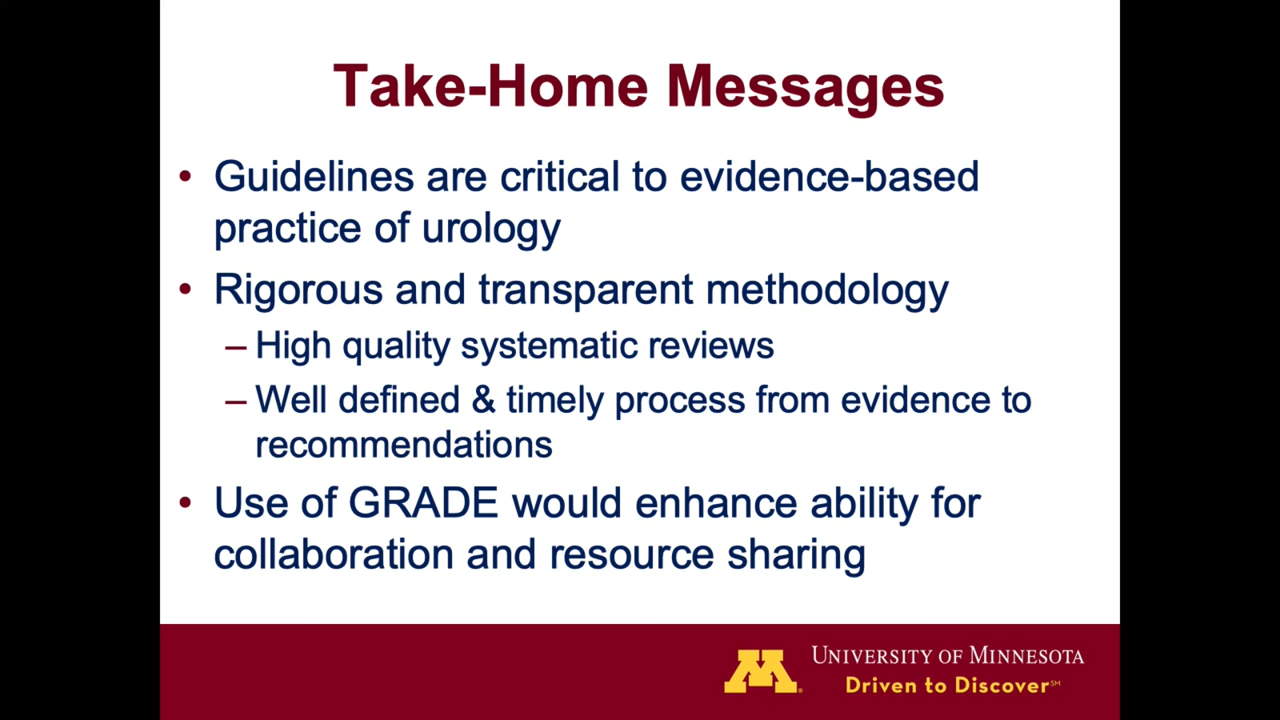 Take-Home Messages
• Guidelines are critical to evidence-based
practice of urology
• Rigorous and transparent methodology
– High quality systematic reviews
– Well defined & timely process from evidence to
recommendations
• Use of GRADE would enhance ability for
collaboration and resource sharing
M
UNIVERSITY OF MINNESOTA
Driven to Discover℠